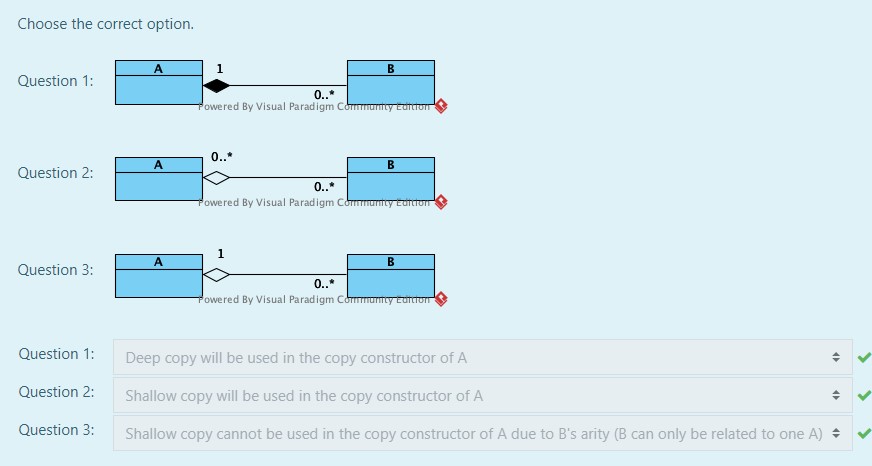 Choose the correct option.
Question 1:
A 1 B
0..*
Powered By Visual Paradigm Community Edition
Question 2:
0..*
A B
0..*
Powered By Visual Paradigm Community Edition
Question 3:
1
A B
0..*
Powered By Visual Paradigm Community Edition
Question 1: Deep copy will be used in the copy constructor of A
Question 2: Shallow copy will be used in the copy constructor of A
Question 3: Shallow copy cannot be used in the copy constructor of A due to B's arity (B can only be related to one A)